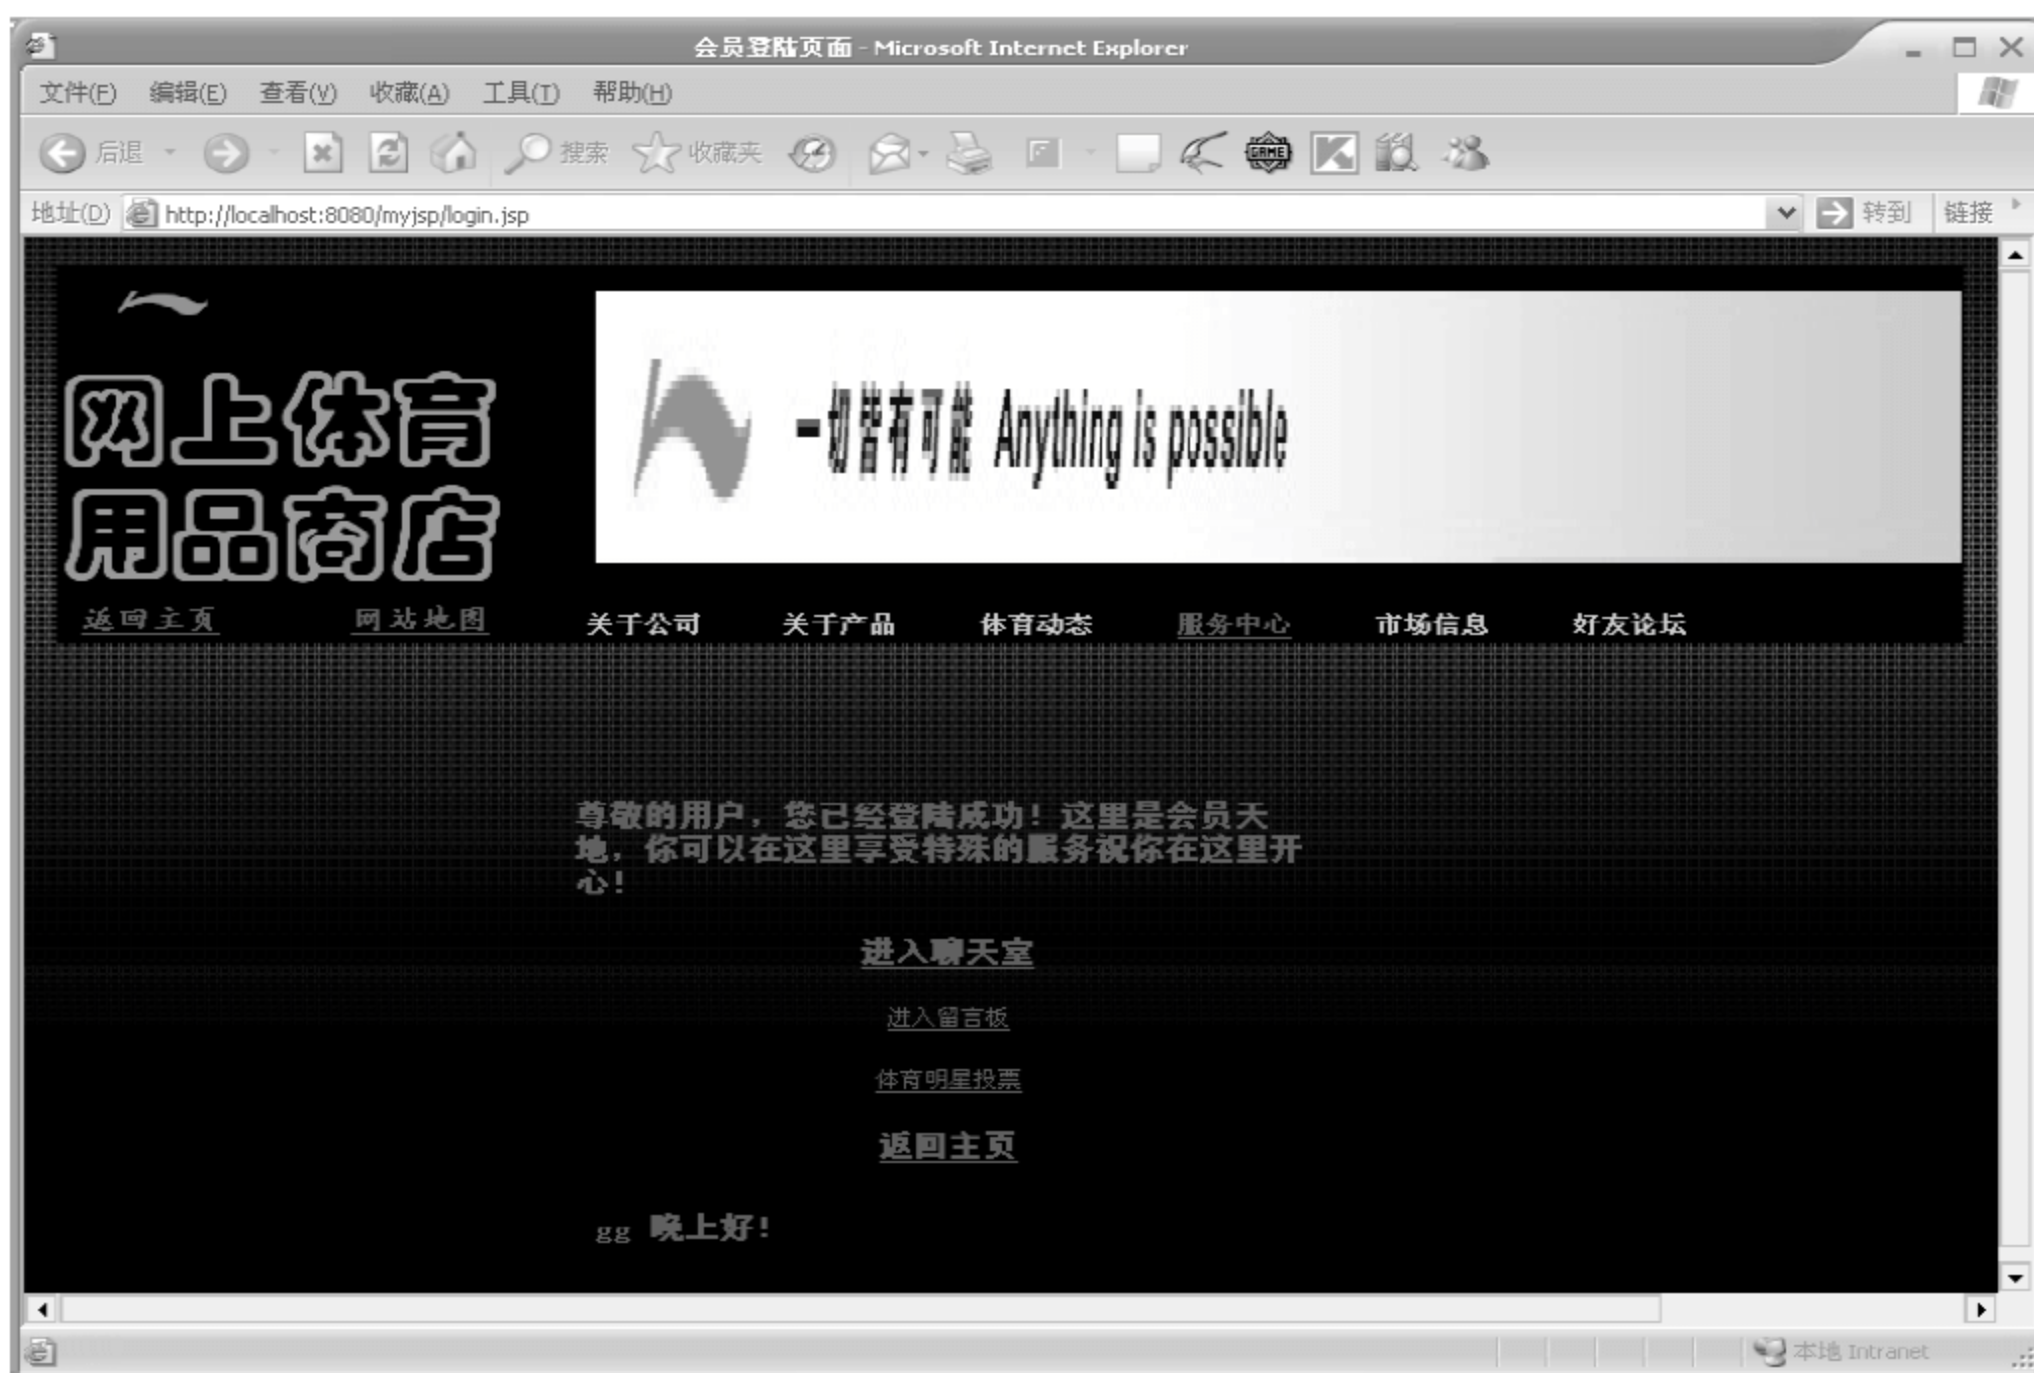 会员登陆页面 - Microsoft Internet Explorer
文件(F) 编辑(E) 查看(V) 收藏(A) 工具(T) 帮助(H)
后退 搜索 收藏夹 GAME
地址(D) http://localhost:8080/myjsp/login.jsp 转到 链接
网上体育
用品商店
一切皆有可能 Anything is possible
返回主页 网站地图 关于公司 关于产品 体育动态 服务中心 市场信息 好友论坛
尊敬的用户，您已经登陆成功！这里是会员天
地，你可以在这里享受特殊的服务祝你在这里开
心！
进入聊天室
进入留言板
体育明星投票
返回主页
gg 晚上好！
本地 Intranet